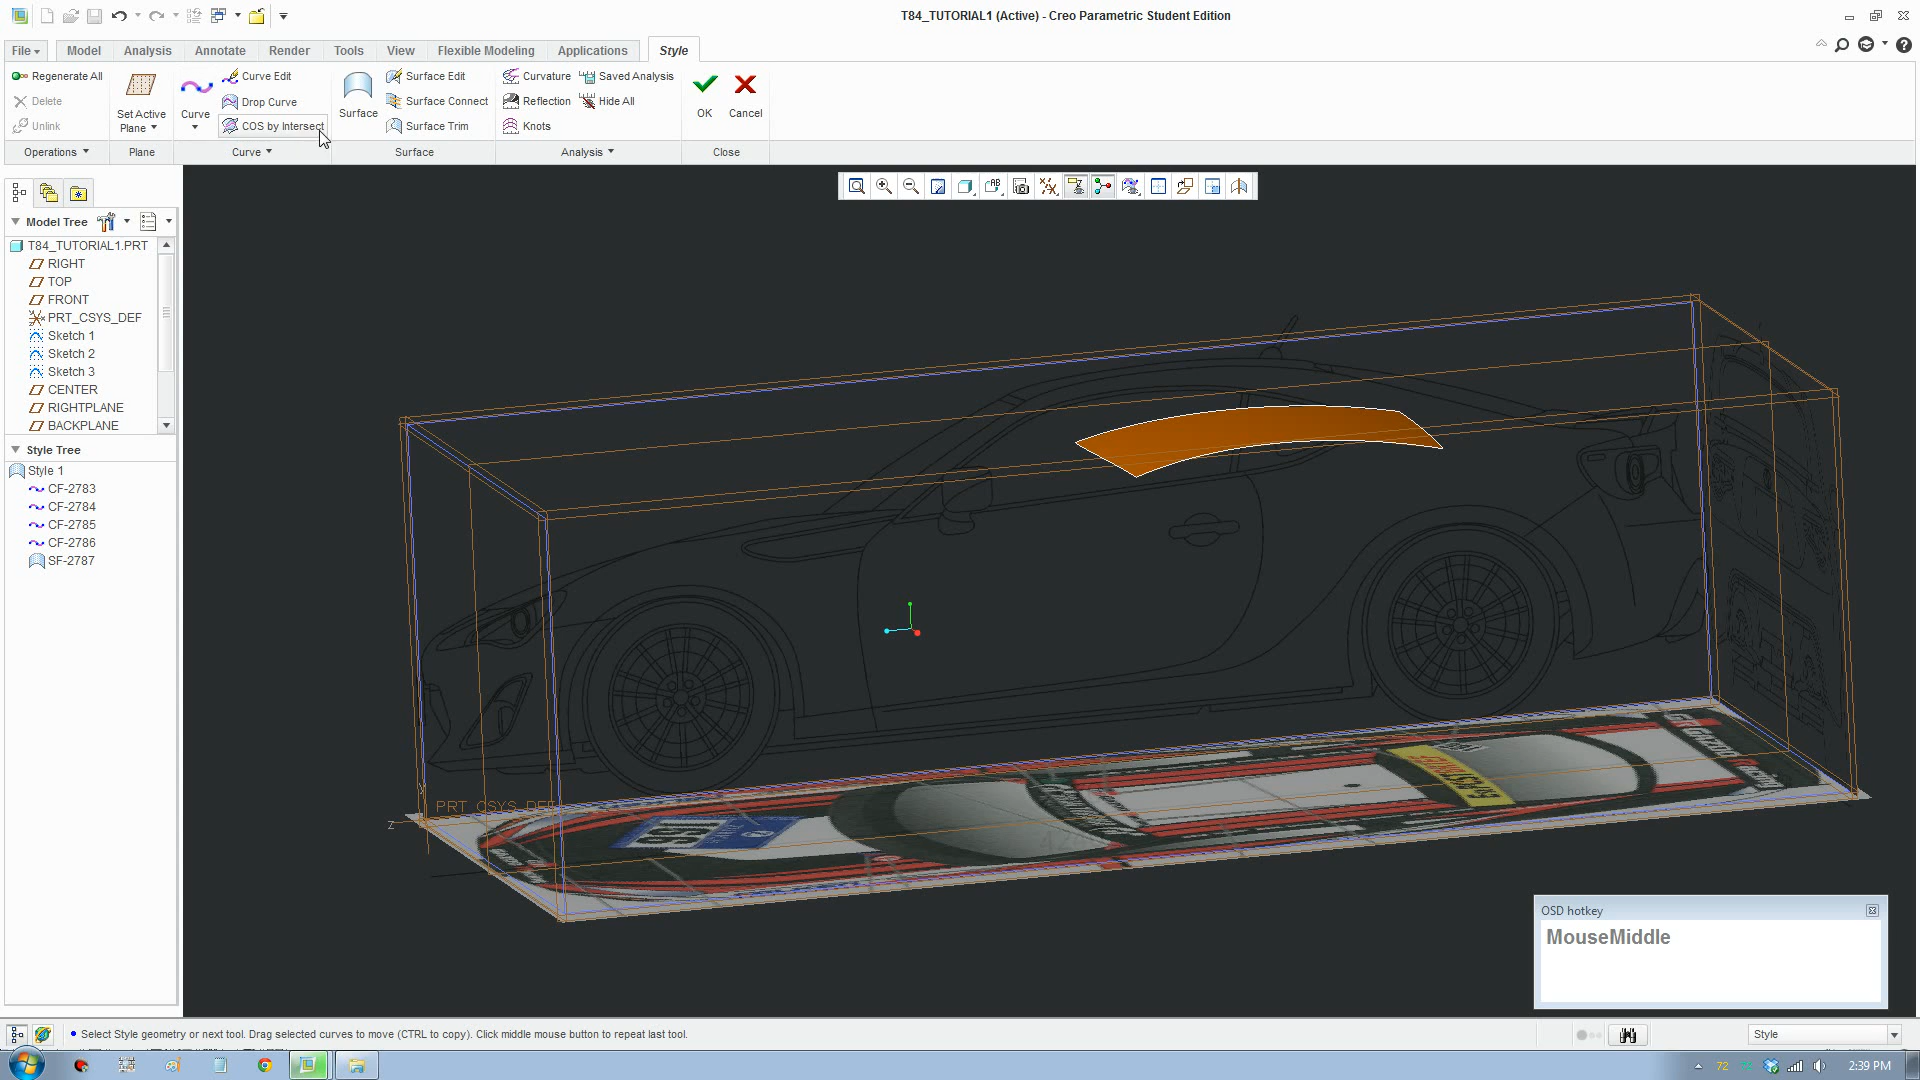 T84_TUTORIAL1 (Active) - Creo Parametric Student Edition
File
Model
Analysis
Annotate
Render
Tools
View
Flexible Modeling
Applications
Style
Regenerate All
Delete
Unlink
Set Active
Plane
Curve
Curve Edit
Drop Curve
COS by Intersect
Surface
Surface Edit
Surface Connect
Surface Trim
Curvature
Reflection
Knots
Saved Analysis
Hide All
OK
Cancel
Operations
Plane
Curve
Surface
Analysis
Close
Model Tree
T84_TUTORIAL1.PRT
RIGHT
TOP
FRONT
PRT_CSYS_DEF
Sketch 1
Sketch 2
Sketch 3
CENTER
RIGHTPLANE
BACKPLANE
Style Tree
Style 1
CF-2783
CF-2784
CF-2785
CF-2786
SF-2787
PRT_CSYS_DEF
Z
OSD hotkey
MouseMiddle
Select Style geometry or next tool. Drag selected curves to move (CTRL to copy). Click middle mouse button to repeat last tool.
Style
72
2:39 PM